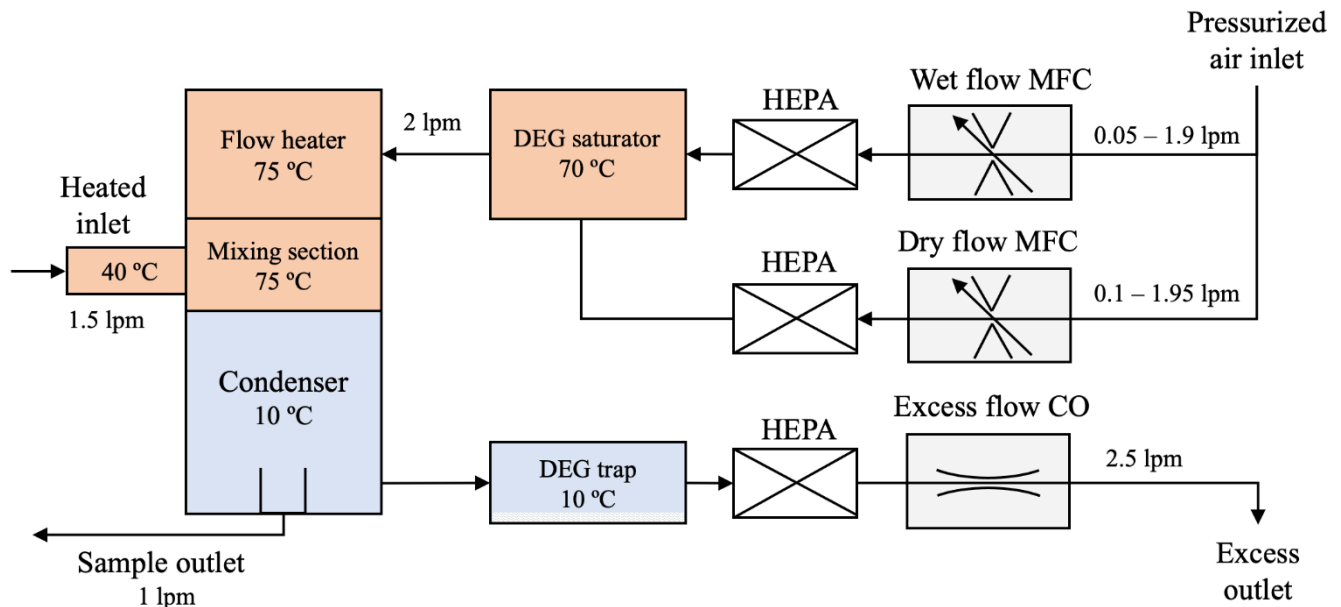 Pressurized
air inlet
Wet flow MFC
HEPA
0.05 – 1.9 lpm
2 lpm
DEG saturator
70 ºC
Flow heater
75 ºC
Heated
inlet
40 ºC
1.5 lpm
Mixing section
75 ºC
Dry flow MFC
HEPA
0.1 – 1.95 lpm
Condenser
10 ºC
Excess flow CO
HEPA
2.5 lpm
DEG trap
10 ºC
Sample outlet
1 lpm
Excess
outlet